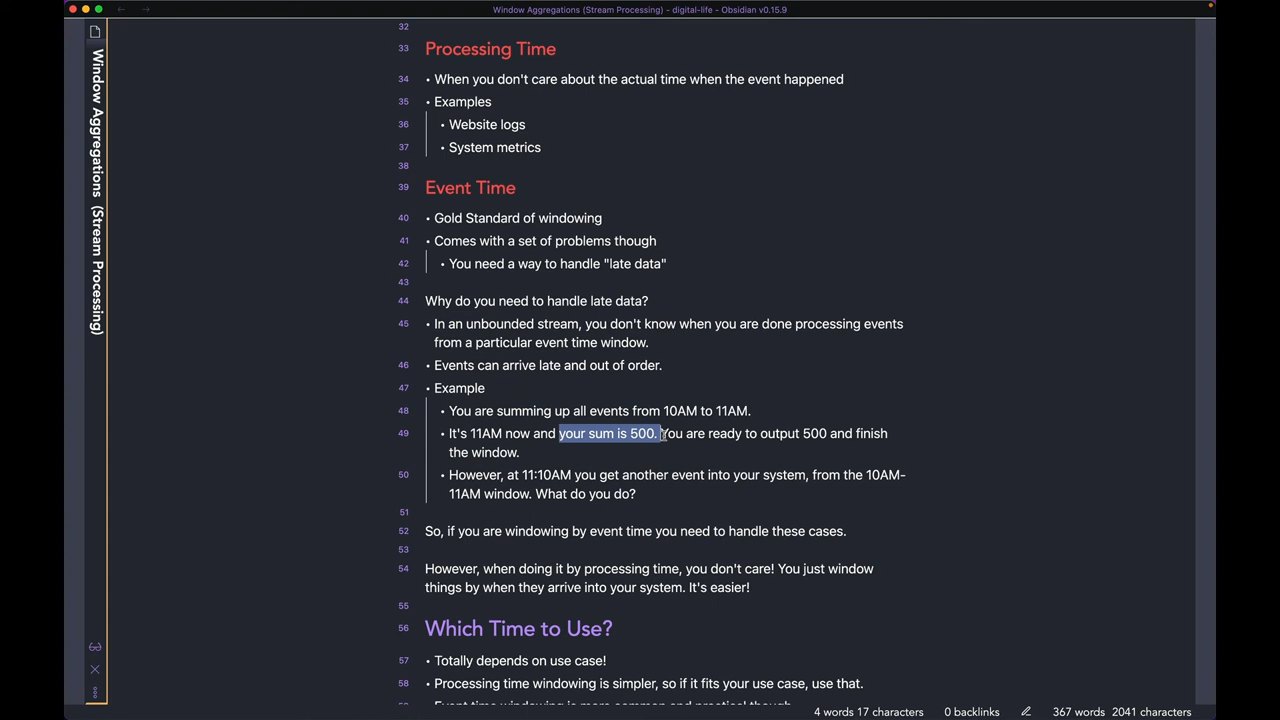 Window Aggregations (Stream Processing) - digital-life - Obsidian v0.15.9
Window Aggregations (Stream Processing)
32
33 Processing Time
34 • When you don't care about the actual time when the event happened
35 • Examples
36 • Website logs
37 • System metrics
38
39 Event Time
40 • Gold Standard of windowing
41 • Comes with a set of problems though
42 • You need a way to handle "late data"
43
44 Why do you need to handle late data?
45 • In an unbounded stream, you don't know when you are done processing events
from a particular event time window.
46 • Events can arrive late and out of order.
47 • Example
48 • You are summing up all events from 10AM to 11AM.
49 • It's 11AM now and your sum is 500. You are ready to output 500 and finish
the window.
50 • However, at 11:10AM you get another event into your system, from the 10AM-
11AM window. What do you do?
51
52 So, if you are windowing by event time you need to handle these cases.
53
54 However, when doing it by processing time, you don't care! You just window
things by when they arrive into your system. It's easier!
55
56 Which Time to Use?
57 • Totally depends on use case!
58 • Processing time windowing is simpler, so if it fits your use case, use that.
• Event time windowing is more common and practical though
4 words 17 characters 0 backlinks 367 words 2041 characters